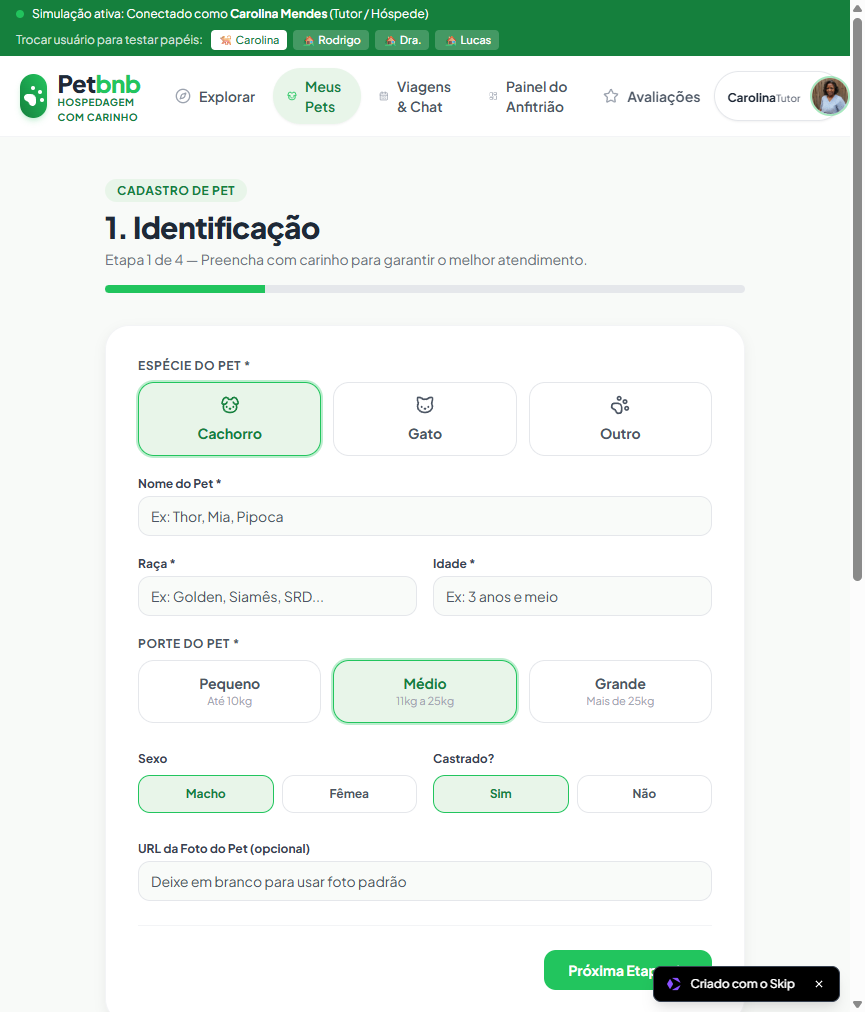 Simulação ativa: Conectado como Carolina Mendes (Tutor / Hóspede)
Trocar usuário para testar papéis: Carolina Rodrigo Dra. Lucas
Petbnb
HOSPEDAGEM
COM CARINHO
Explorar
Meus
Pets
Viagens
& Chat
Painel do
Anfitrião
Avaliações
Carolina Tutor
CADASTRO DE PET
1. Identificação
Etapa 1 de 4 — Preencha com carinho para garantir o melhor atendimento.
ESPÉCIE DO PET *
Cachorro Gato Outro
Nome do Pet *
Ex: Thor, Mia, Pipoca
Raça * Idade *
Ex: Golden, Siamês, SRD... Ex: 3 anos e meio
PORTE DO PET *
Pequeno Médio Grande
Até 10kg 11kg a 25kg Mais de 25kg
Sexo Castrado?
Macho Fêmea Sim Não
URL da Foto do Pet (opcional)
Deixe em branco para usar foto padrão
Próxima
Criado com o Skip ×